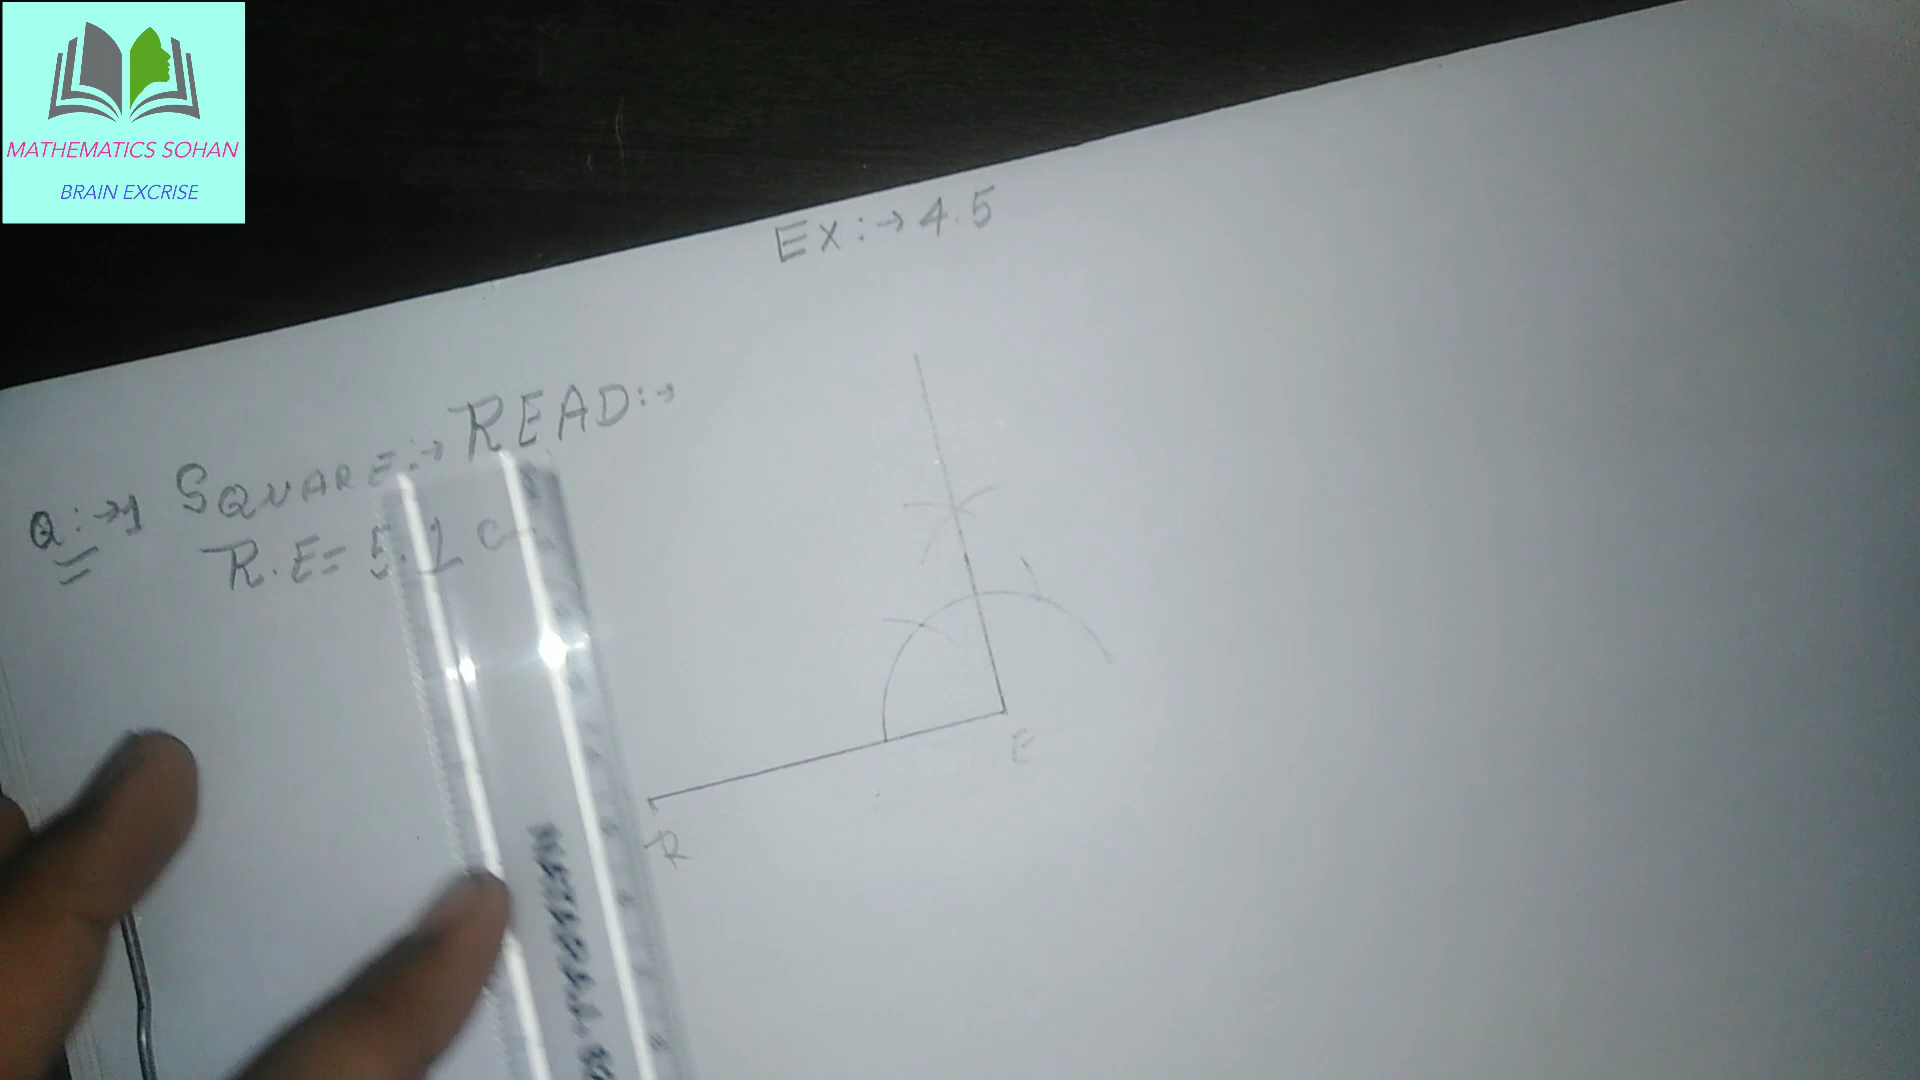 MATHEMATICS SOHAN
BRAIN EXCRISE
EX:→ 4.5
Q:→1 SQUARE:→ READ:→
R.E= 5.1 c
E
R